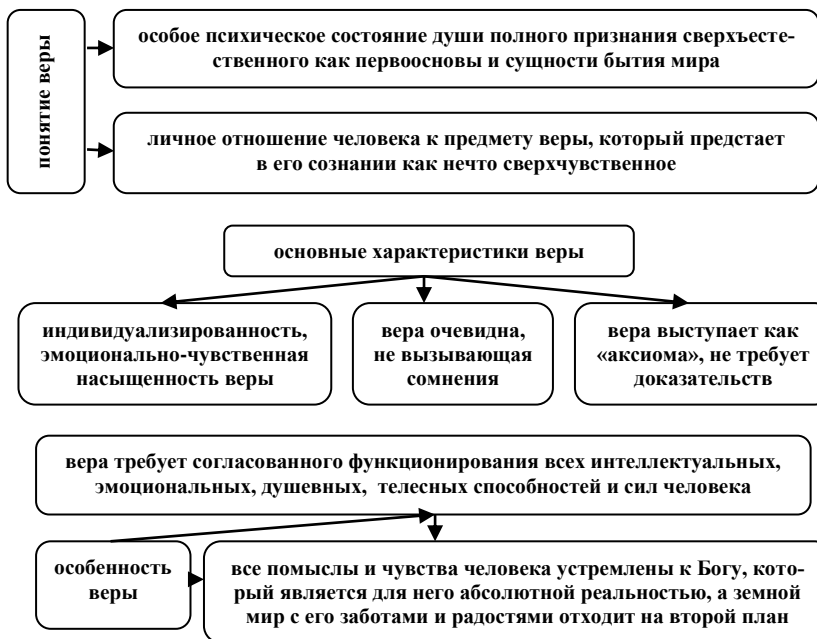 понятие веры
особое психическое состояние души полного признания сверхъесте-
ственного как первоосновы и сущности бытия мира
личное отношение человека к предмету веры, который предстает
в его сознании как нечто сверхчувственное
основные характеристики веры
индивидуализированность,
эмоционально-чувственная
насыщенность веры
вера очевидна,
не вызывающая
сомнения
вера выступает как
«аксиома», не требует
доказательств
вера требует согласованного функционирования всех интеллектуальных,
эмоциональных, душевных, телесных способностей и сил человека
особенность
веры
все помыслы и чувства человека устремлены к Богу, кото-
рый является для него абсолютной реальностью, а земной
мир с его заботами и радостями отходит на второй план